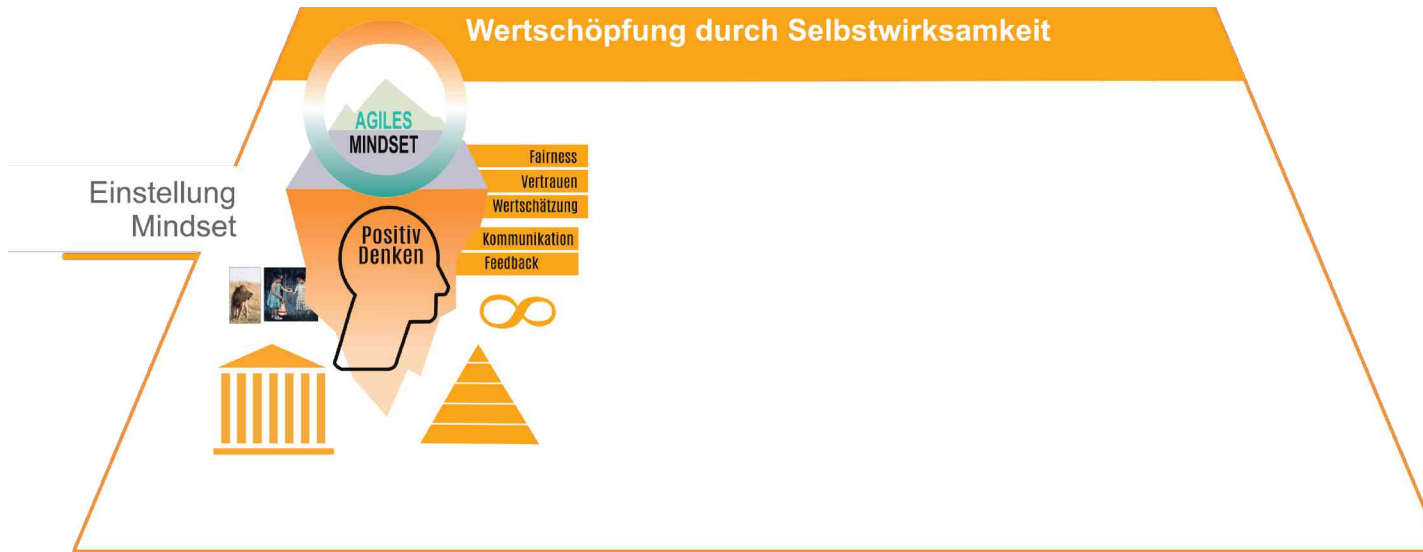 Wertschöpfung durch Selbstwirksamkeit
AGILES
MINDSET
Fairness
Vertrauen
Wertschätzung
Kommunikation
Feedback
Einstellung
Mindset
Positiv
Denken